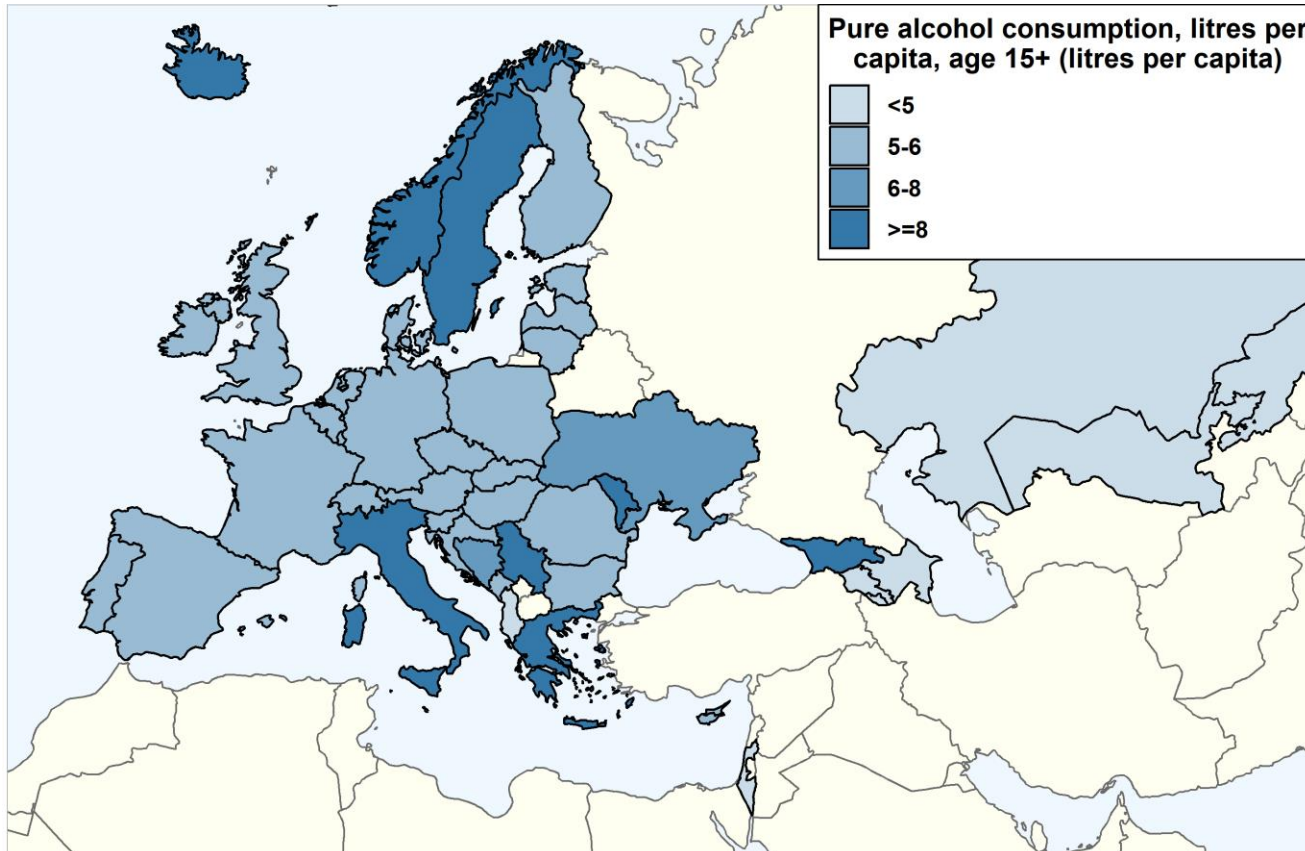 Pure alcohol consumption, litres per
capita, age 15+ (litres per capita)
<5
5-6
6-8
>=8